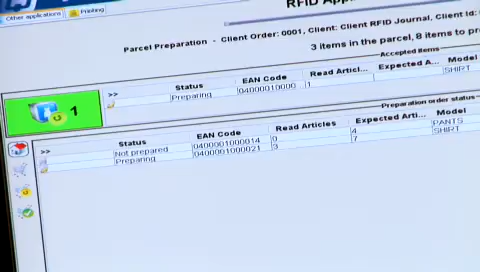 RFID Appl
Other applications Printing
Parcel Preparation - Client Order: 0001, Client: Client RFID Journal, Client Id:
3 items in the parcel, 8 items to pr
Accepted items
>> Status EAN Code Read Articl... Expected A... Model
Preparing 04000010000 1 SHIRT
1
Preparation order status
>> Status EAN Code Read Articles Expected Arti... Model
Not prepared 0400001000014 0 4 PANTS
Preparing 0400001000021 3 7 SHIRT